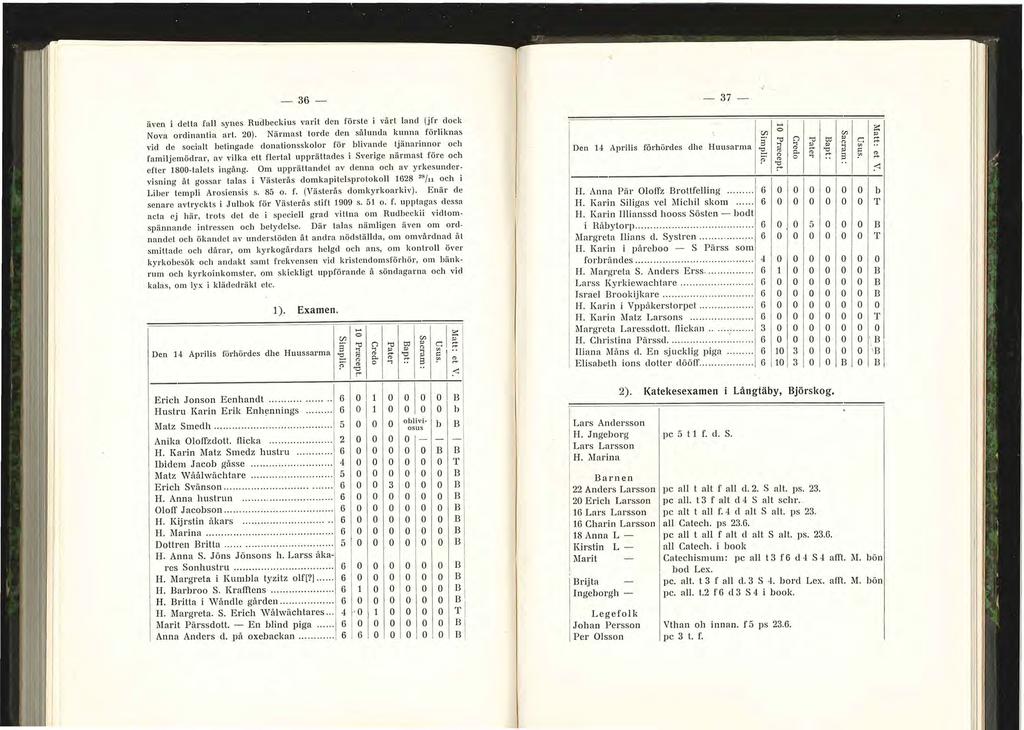 — 36 —
även i detta fall synes Rudbeckius varit den förste i vårt land (jfr dock
Nova ordinantia art. 20). Närmast torde den sålunda kunna förliknas
vid de socialt betingade donationsskolor för blivande tjänarinnor och
familjemödrar, av vilka ett flertal upprättades i Sverige närmast före och
efter 1800-talets ingång. Om upprättandet av denna och av yrkesunder-
visning åt gossar talas i Västerås domkapitelsprotokoll 1628 28/11 och i
Liber templi Arosiensis s. 85 o. f. (Västerås domkyrkoarkiv). Enär de
senare avtryckts i Julbok för Västerås stift 1909 s. 51 o. f. upptagas dessa
acta ej här, trots det de i speciell grad vittna om Rudbeckii vidtom-
spännande intressen och betydelse. Där talas nämligen även om ord-
nandet och ökandet av understöden åt andra nödställda, om omvårdnad åt
smittade och dårar, om kyrkogårdars helgd och ans, om kontroll över
kyrkobesök och andakt samt frekvensen vid kristendomsförhör, om bänk-
rum och kyrkoinkomster, om skickligt uppförande å söndagarna och vid
kalas, om lyx i klädedräkt etc.
1). Examen.
Den 14 Aprilis förhördes dhe Huussarma | Simplic. | 10 Præcept. | Credo | Pater | Bapt: | Sacram: | Usus. | Matt: et V.
Erich Jonson Eenhandt ..... 6 0 1 0 0 0 0 B
Hustru Karin Erik Enhennings ..... 6 0 1 0 0 0 0 b
Matz Smedh ..... 5 0 0 0 oblivi-osus b B
Anika Oloffzdott. flicka ..... 2 0 0 0 0 — — —
H. Karin Matz Smedz hustru ..... 6 0 0 0 0 0 B B
Ibidem Jacob gåsse ..... 4 0 0 0 0 0 0 T
Matz Wåålwächtare ..... 5 0 0 0 0 0 0 B
Erich Svänson ..... 6 0 0 3 0 0 0 B
H. Anna hustrun ..... 6 0 0 0 0 0 0 B
Oloff Jacobson ..... 6 0 0 0 0 0 0 B
H. Kijrstin åkars ..... 6 0 0 0 0 0 0 B
H. Marina ..... 6 0 0 0 0 0 0 B
Dottren Britta ..... 5 0 0 0 0 0 0 B
H. Anna S. Jöns Jönsons h. Larss åka-
res Sonhustru ..... 6 0 0 0 0 0 0 B
H. Margreta i Kumbla tyzitz olf[?] ..... 6 0 0 0 0 0 0 B
H. Barbroo S. Krafftens ..... 6 1 0 0 0 0 0 B
H. Britta i Wåndle gården ..... 6 0 0 0 0 0 0 B
H. Margreta. S. Erich Wålwächtares ... 4 0 1 0 0 0 0 T
Marit Pärssdott. — En blind piga ...... 6 0 0 0 0 0 0 B
Anna Anders d. på oxebackan ..... 6 6 0 0 0 0 0 B
— 37 —
Den 14 Aprilis förhördes dhe Huusarma | Simplic. | 10 Præcept. | Credo | Pater | Bapt: | Sacram: | Usus. | Matt: et V.
H. Anna Pär Oloffz Brottfelling ..... 6 0 0 0 0 0 0 b
H. Karin Siligas vel Michil skom ...... 6 0 0 0 0 0 0 T
H. Karin Illianssd hooss Sösten — bodt
i Råbytorp ..... 6 0 0 5 0 0 0 B
Margreta Ilians d. Systren ..... 6 0 0 0 0 0 0 T
H. Karin i påreboo — S Pärss som
forbrändes ..... 4 0 0 0 0 0 0 0
H. Margreta S. Anders Erss. ..... 6 1 0 0 0 0 0 B
Larss Kyrkiewachtare ..... 6 0 0 0 0 0 0 B
Israel Brookijkare ..... 6 0 0 0 0 0 0 B
H. Karin i Vppåkerstorpet ..... 6 0 0 0 0 0 0 0
H. Karin Matz Larsons ..... 6 0 0 0 0 0 0 T
Margreta Laressdott. flickan ..... 3 0 0 0 0 0 0 0
H. Christina Pärssd. ..... 6 0 0 0 0 0 0 B
Iliana Måns d. En sjucklig piga ..... 6 10 3 0 0 0 0 B
Elisabeth ions dotter dööff ..... 6 10 3 0 0 B 0 B
2). Katekesexamen i Långtäby, Björskog.
Lars Andersson
H. Jngeborg pc 5 t 1 f. d. S.
Lars Larsson
H. Marina
Barnen
22 Anders Larsson pc all t alt f all d. 2. S alt. ps. 23.
20 Erich Larsson pc all. t 3 f alt d 4 S alt schr.
16 Lars Larsson pc alt t all f. 4 d alt S alt. ps 23.
16 Charin Larsson all Catech. ps 23.6.
18 Anna L — pc all t all f alt d alt S alt. ps. 23.6.
Kirstin L — all Catech. i book
Marit — Catechismum: pc all t 3 f 6 d 4 S 4 afft. M. bön
bod Lex.
Brijta — pc. alt. t 3 f all d. 3 S 4. bord Lex. afft. M. bön
Ingeborgh — pc. all. t.2 f 6 d 3 S 4 i book.
Legefolk
Johan Persson Vthan oh innan. f 5 ps 23.6.
Per Olsson pc 3 t. f.